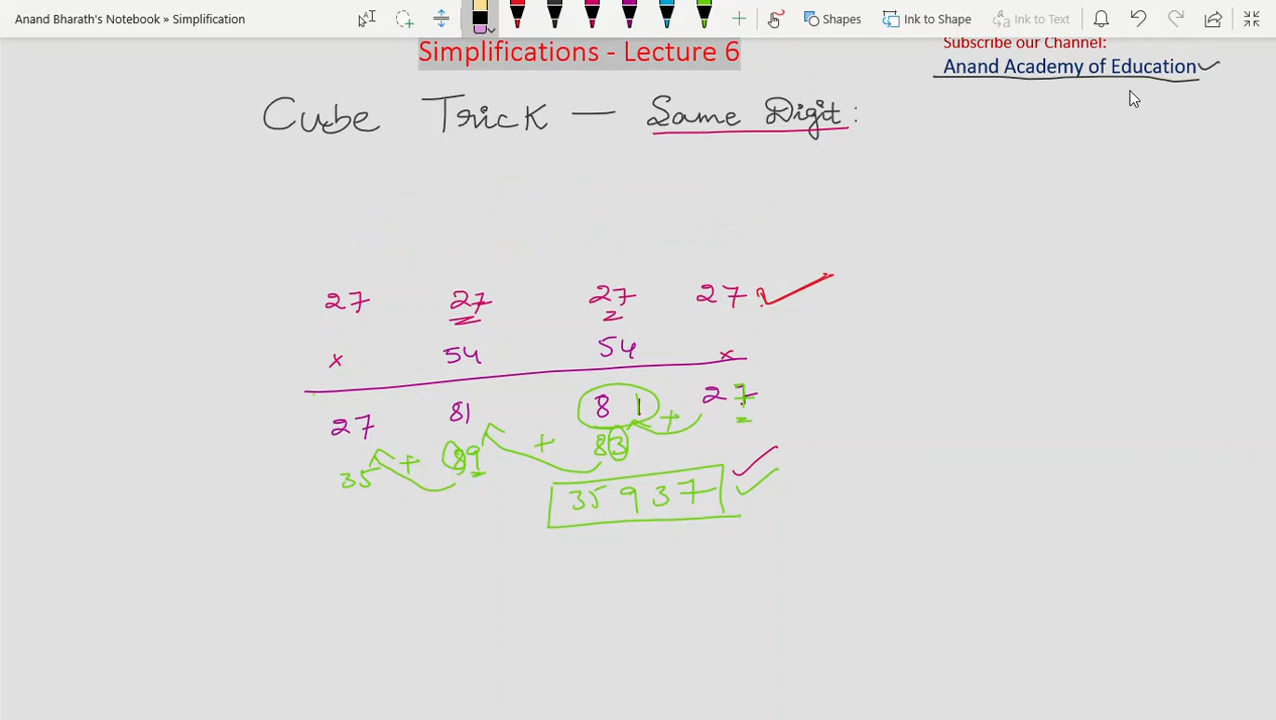 Anand Bharath's Notebook » Simplification
Shapes
Ink to Shape
Ink to Text
Simplifications - Lecture 6
Subscribe our Channel:
Anand Academy of Education
Cube Trick — Same Digit:
27 27 27 27
x 54 54 x
27 81 81 27
35 + 89 + 83 +
35937